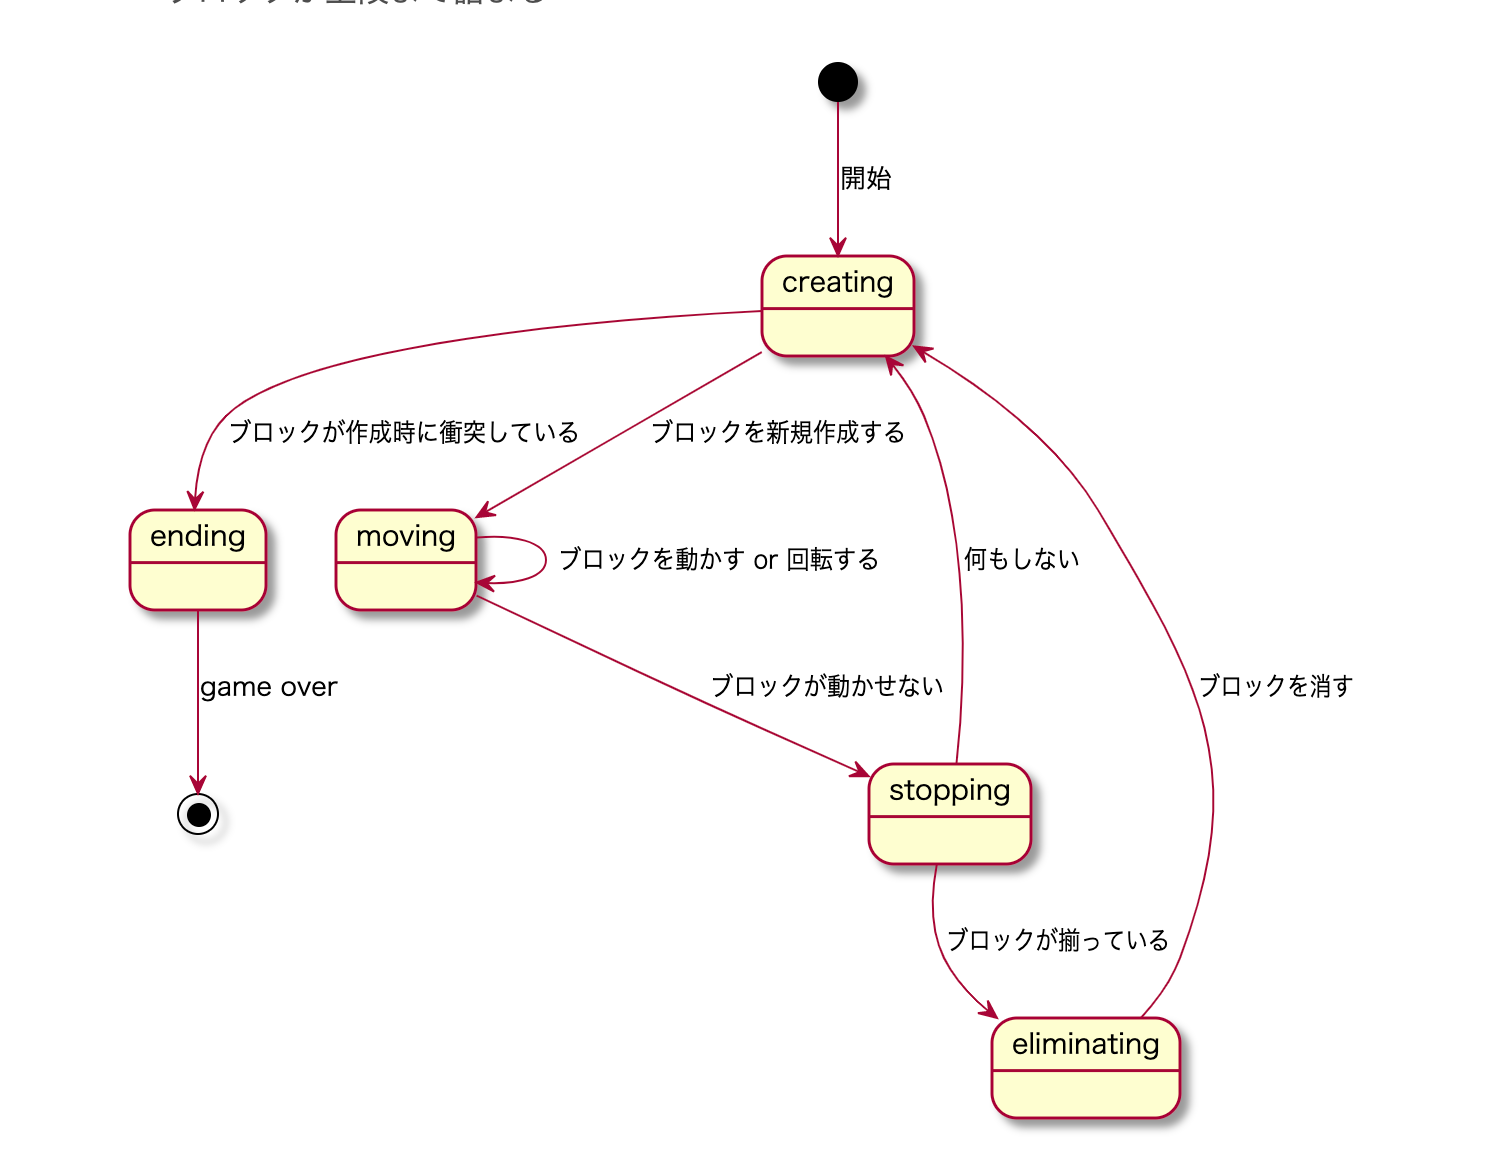 開始
creating
ブロックが作成時に衝突している
ブロックを新規作成する
ending
moving
ブロックを動かす or 回転する
何もしない
game over
ブロックが動かせない
ブロックを消す
stopping
ブロックが揃っている
eliminating